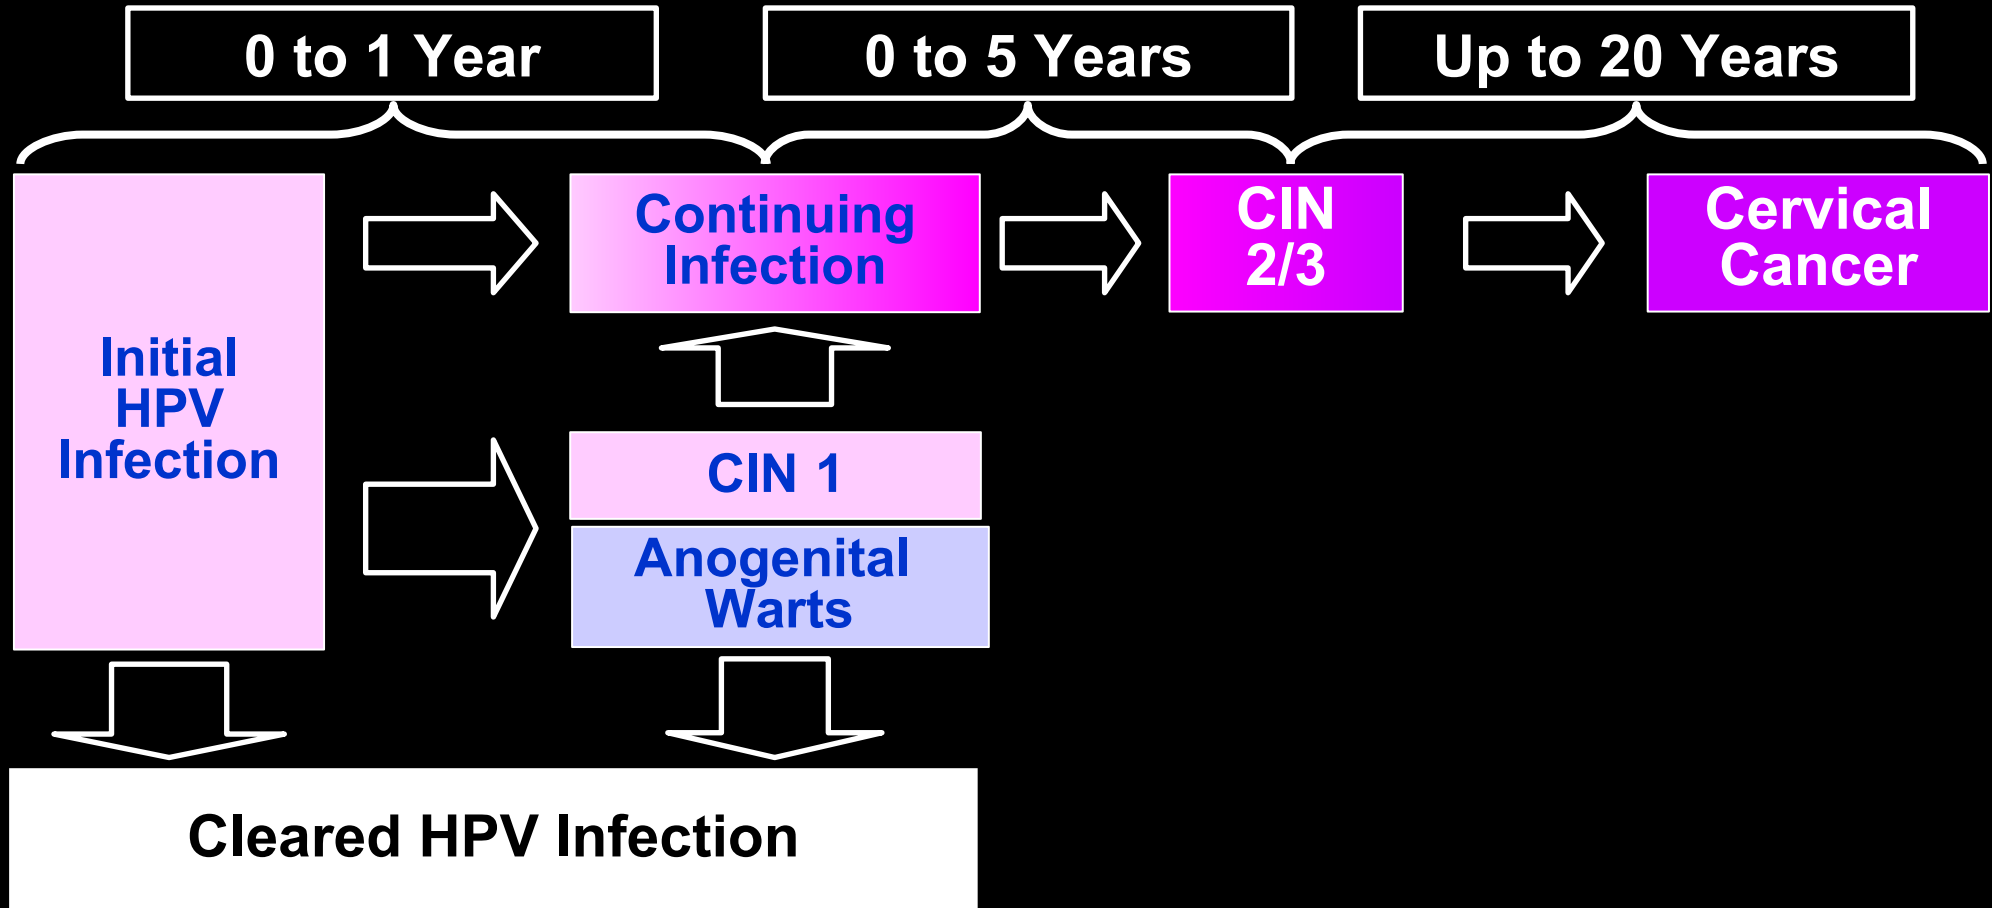 0 to 1 Year
0 to 5 Years
Up to 20 Years
Initial
HPV
Infection
Continuing
Infection
CIN
2/3
Cervical
Cancer
CIN 1
Anogenital
Warts
Cleared HPV Infection